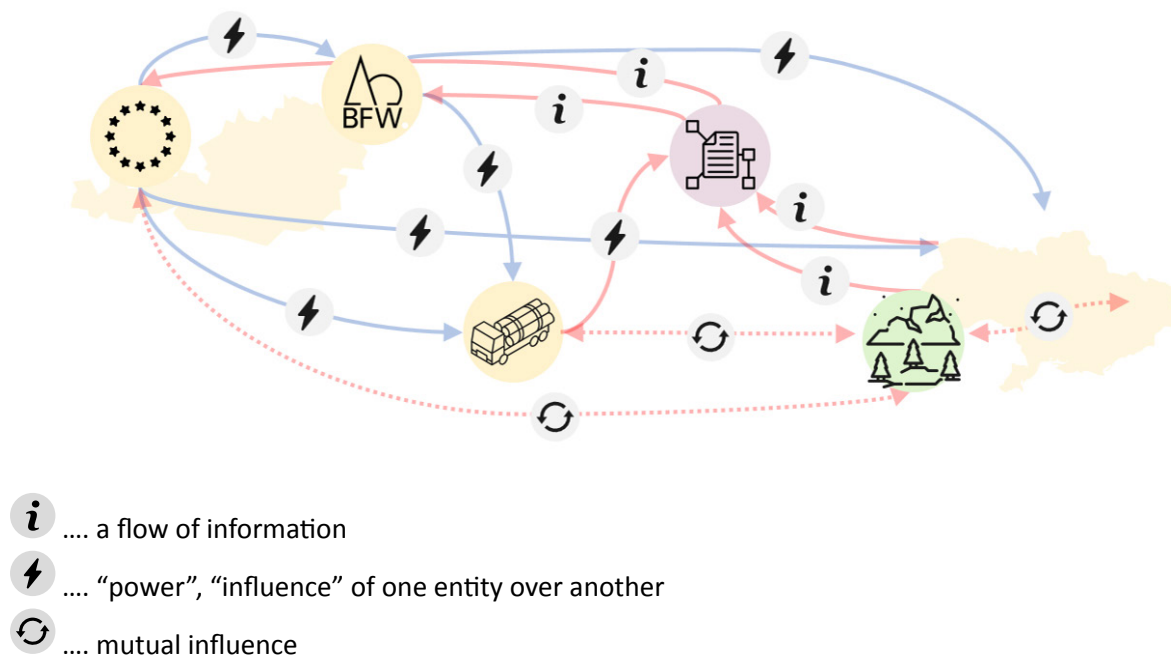 i
i
BFW
i
i
i .... a flow of information
.... “power”, “influence” of one entity over another
.... mutual influence